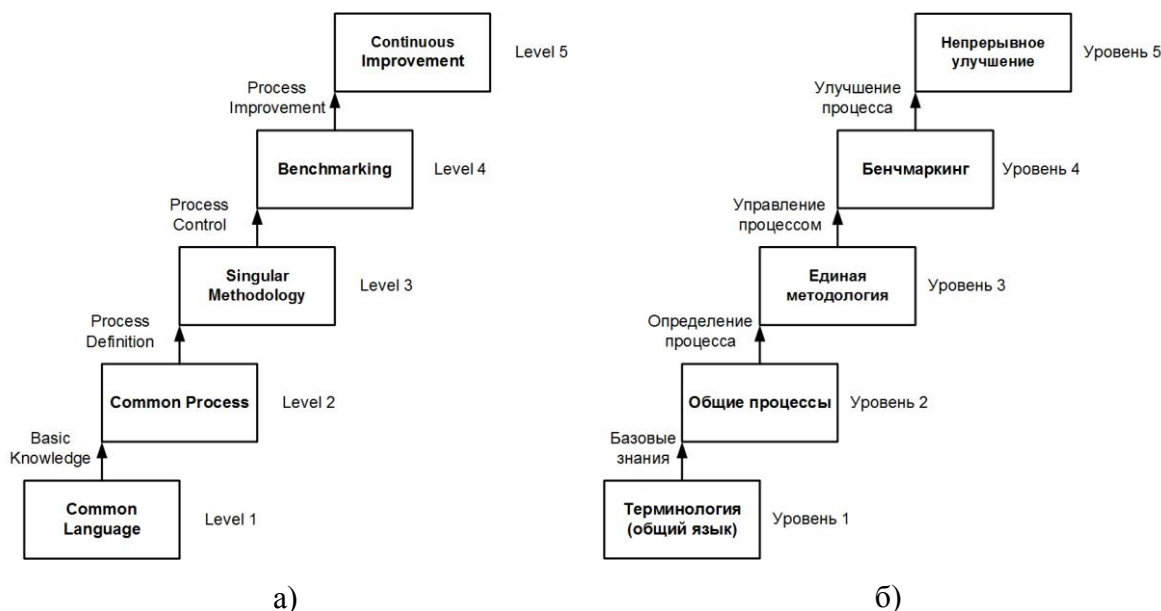 Continuous
Improvement
Level 5
Process
Improvement
Benchmarking
Level 4
Process
Control
Singular
Methodology
Level 3
Process
Definition
Common Process
Level 2
Basic
Knowledge
Common
Language
Level 1
а)
Непрерывное
улучшение
Уровень 5
Улучшение
процесса
Бенчмаркинг
Уровень 4
Управление
процессом
Единая
методология
Уровень 3
Определение
процесса
Общие процессы
Уровень 2
Базовые
знания
Терминология
(общий язык)
Уровень 1
б)